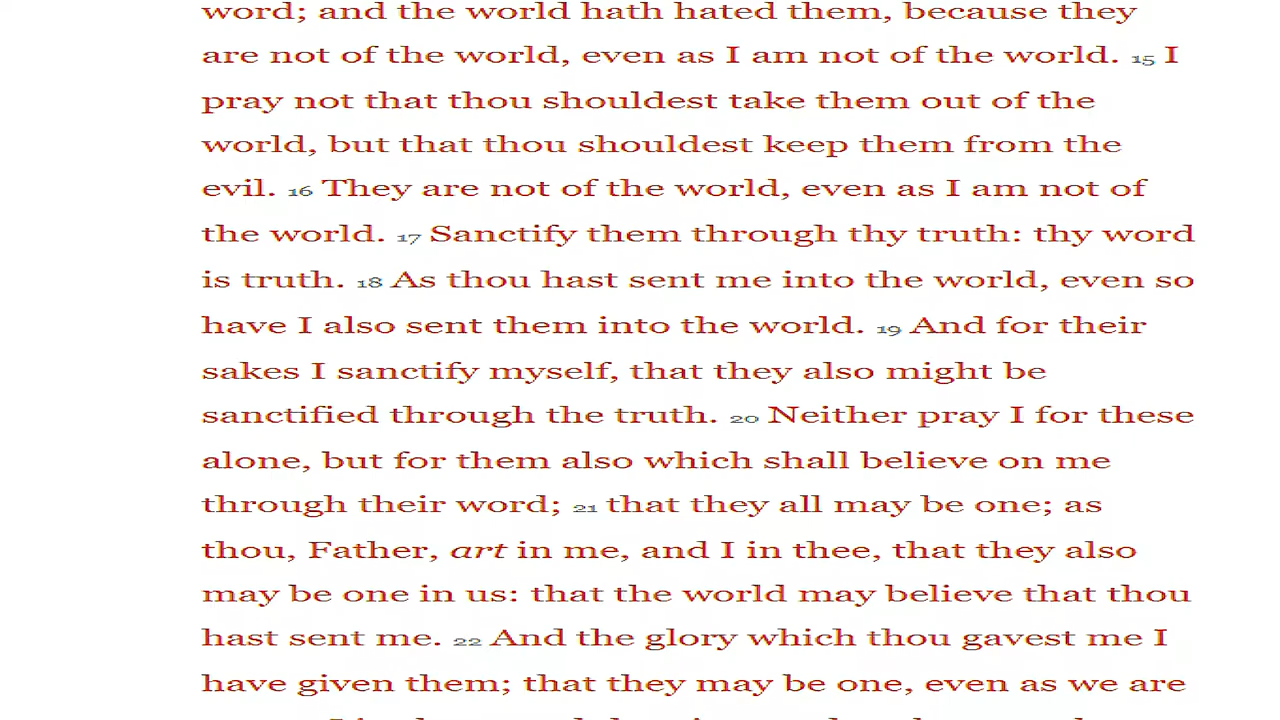 word; and the world hath hated them, because they
are not of the world, even as I am not of the world. 15 I
pray not that thou shouldest take them out of the
world, but that thou shouldest keep them from the
evil. 16 They are not of the world, even as I am not of
the world. 17 Sanctify them through thy truth: thy word
is truth. 18 As thou hast sent me into the world, even so
have I also sent them into the world. 19 And for their
sakes I sanctify myself, that they also might be
sanctified through the truth. 20 Neither pray I for these
alone, but for them also which shall believe on me
through their word; 21 that they all may be one; as
thou, Father, art in me, and I in thee, that they also
may be one in us: that the world may believe that thou
hast sent me. 22 And the glory which thou gavest me I
have given them; that they may be one, even as we are